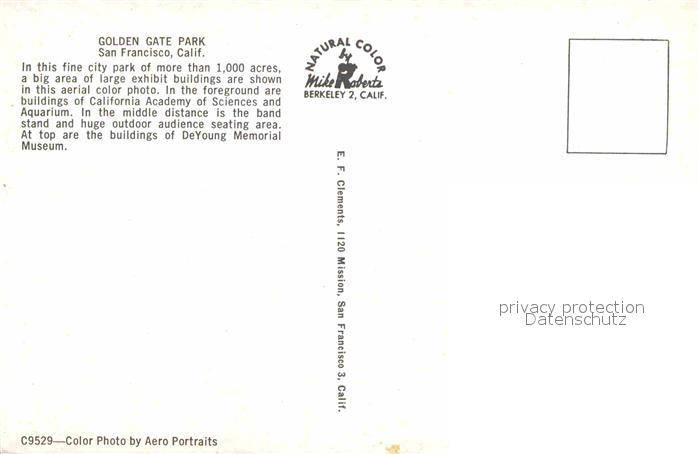 GOLDEN GATE PARK
San Francisco, Calif.
In this fine city park of more than 1,000 acres,
a big area of large exhibit buildings are shown
in this aerial color photo. In the foreground are
buildings of California Academy of Sciences and
Aquarium. In the middle distance is the band
stand and huge outdoor audience seating area.
At top are the buildings of DeYoung Memorial
Museum.
NATURAL COLOR
by
Mike Roberts
BERKELEY 2, CALIF.
E. F. Clements, 1120 Mission, San Francisco 3, Calif.
privacy protection
Datenschutz
C9529—Color Photo by Aero Portraits